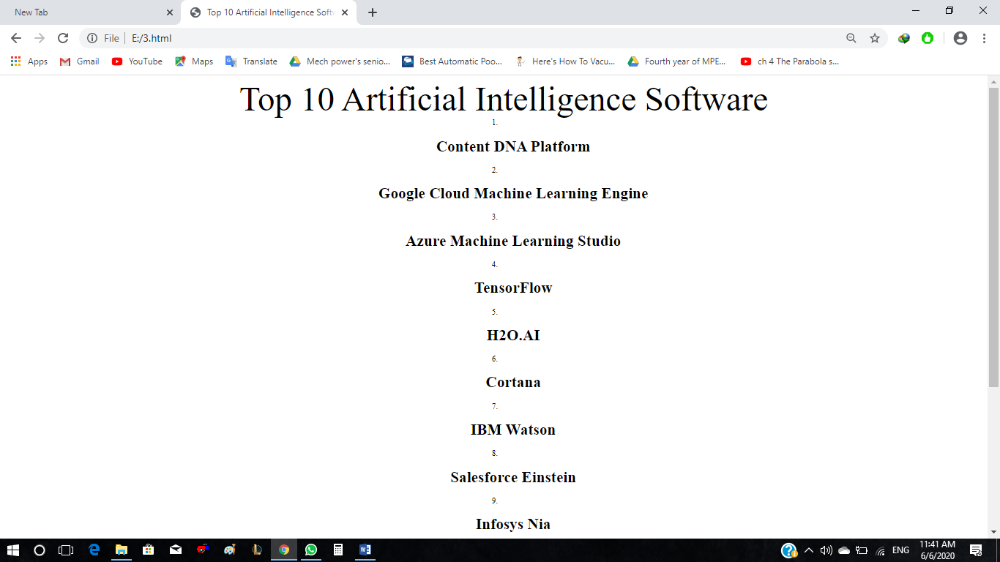 New Tab
Top 10 Artificial Intelligence Soft
File E:/3.html
Apps Gmail YouTube Maps Translate Mech power's senio... Best Automatic Poo... Here's How To Vacu... Fourth year of MPE... ch 4 The Parabola s...
Top 10 Artificial Intelligence Software
1.
Content DNA Platform
2.
Google Cloud Machine Learning Engine
3.
Azure Machine Learning Studio
4.
TensorFlow
5.
H2O.AI
6.
Cortana
7.
IBM Watson
8.
Salesforce Einstein
9.
Infosys Nia
ENG
11:41 AM
6/6/2020